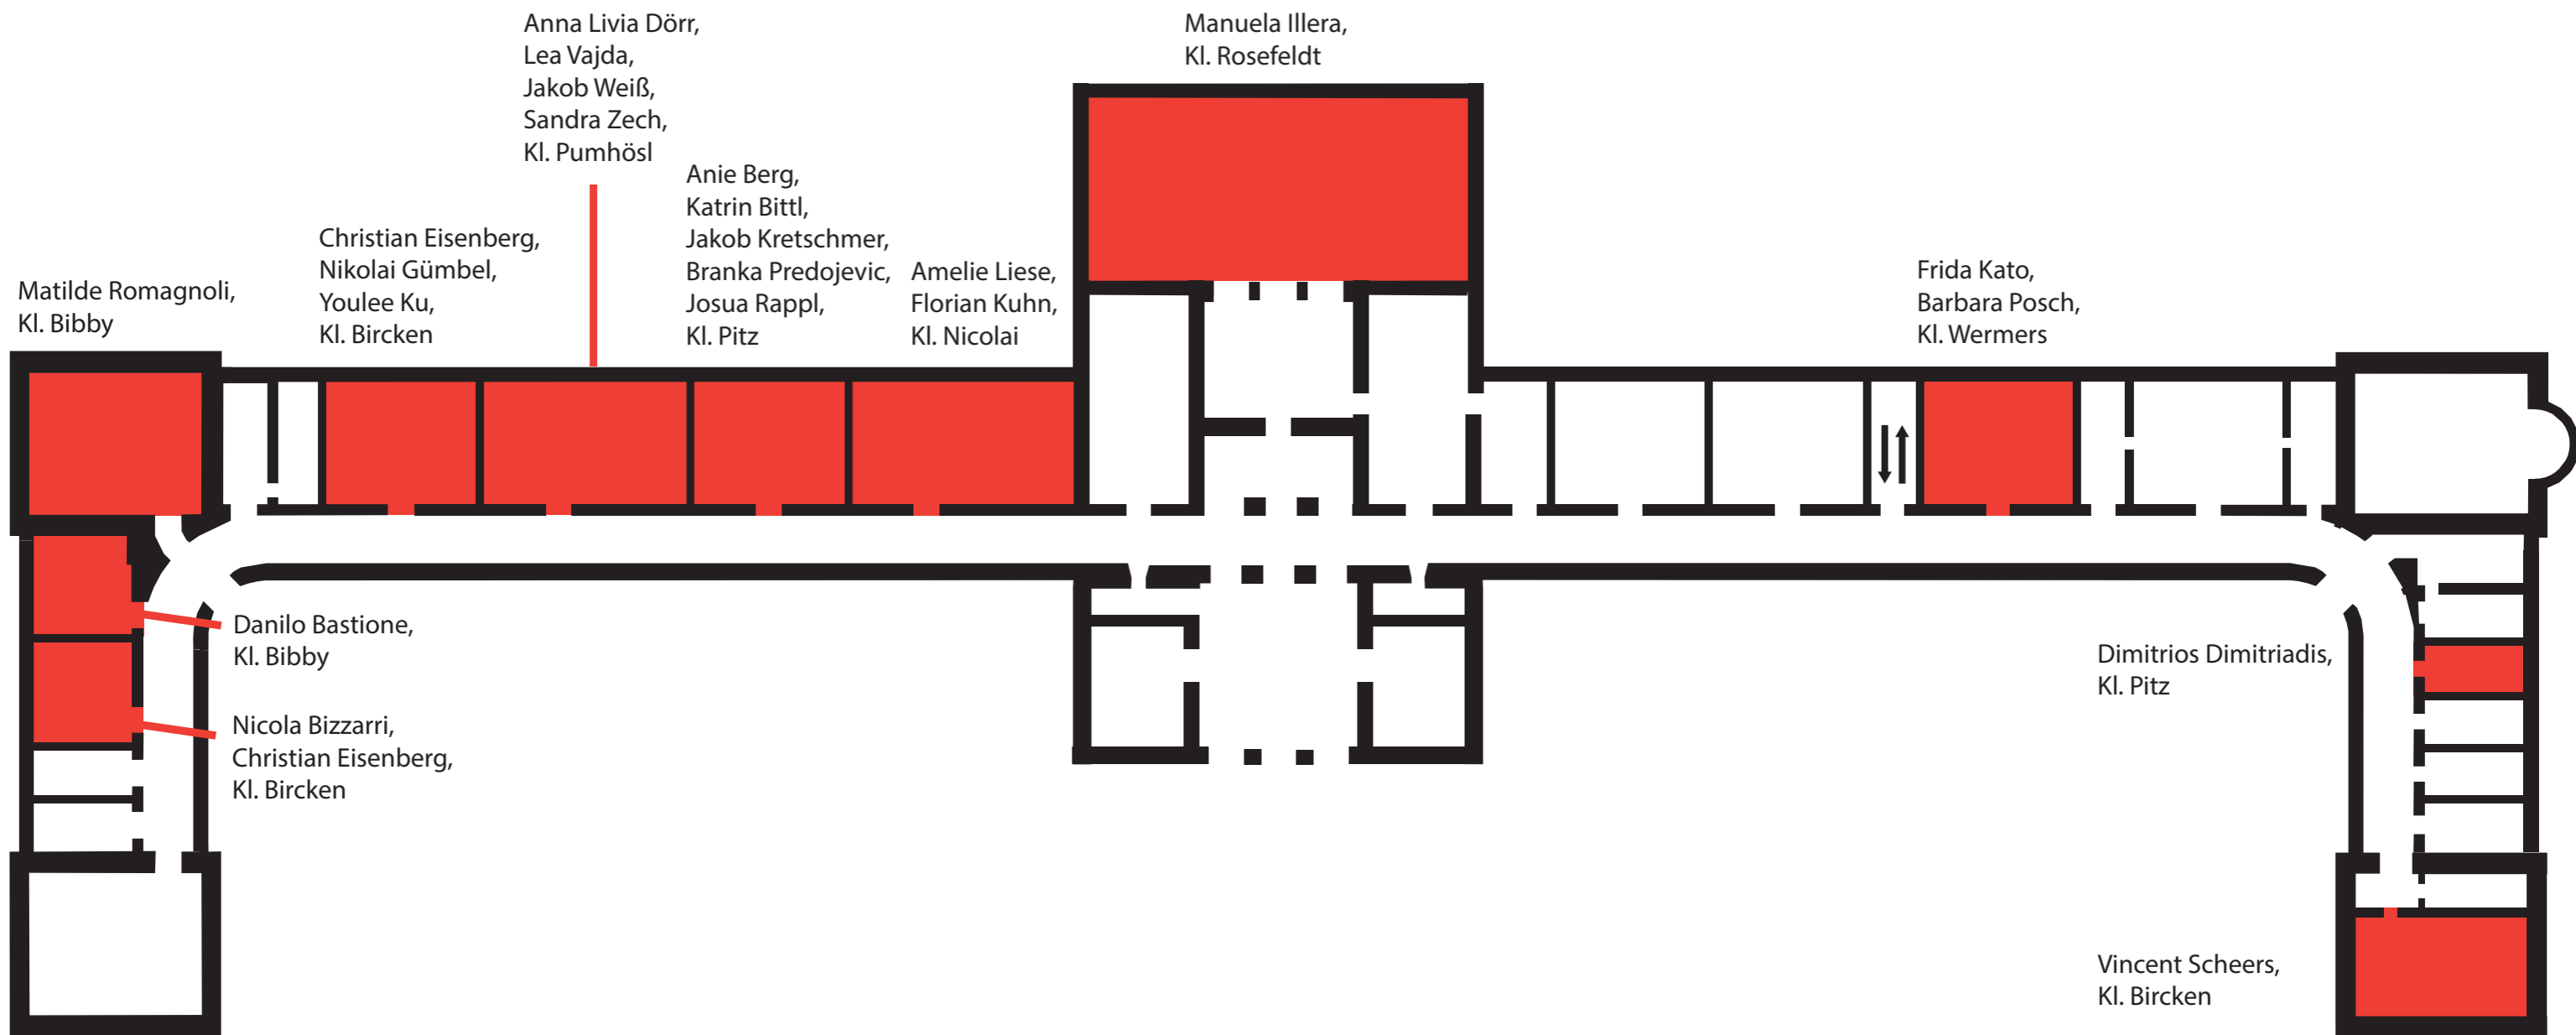 Anna Livia Dörr,
Lea Vajda,
Jakob Weiß,
Sandra Zech,
Kl. Pumhösl
Manuela Illera,
Kl. Rosefeldt
Matilde Romagnoli,
Kl. Bibby
Christian Eisenberg,
Nikolai Gümbel,
Youlee Ku,
Kl. Bircken
Anie Berg,
Katrin Bittl,
Jakob Kretschmer,
Branka Predojevic,
Josua Rappl,
Kl. Pitz
Amelie Liese,
Florian Kuhn,
Kl. Nicolai
Frida Kato,
Barbara Posch,
Kl. Wermers
Danilo Bastione,
Kl. Bibby
Nicola Bizzarri,
Christian Eisenberg,
Kl. Bircken
Dimitrios Dimitriadis,
Kl. Pitz
Vincent Scheers,
Kl. Bircken